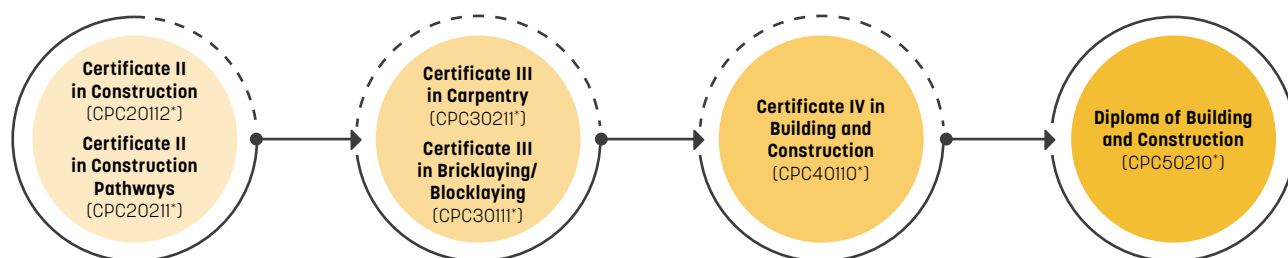 Certificate II
in Construction
(CPC20112*)
Certificate II
in Construction
Pathways
(CPC20211*)
Certificate III
in Carpentry
(CPC30211*)
Certificate III
in Bricklaying/
Blocklaying
(CPC30111*)
Certificate IV in
Building and
Construction
(CPC40110*)
Diploma of Building
and Construction
(CPC50210*)